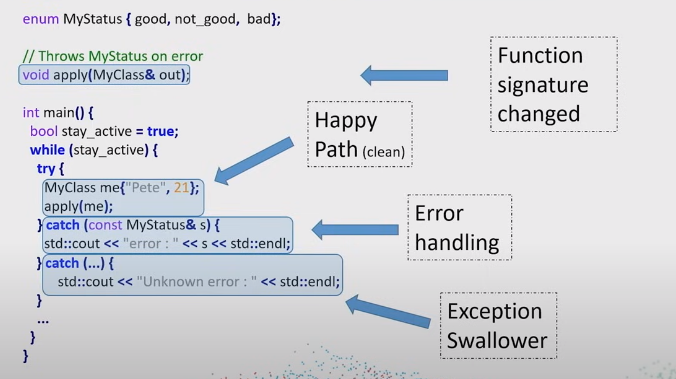 enum MyStatus { good, not_good, bad};
// Throws MyStatus on error
void apply(MyClass& out);
int main() {
bool stay_active = true;
while (stay_active) {
try {
MyClass me{"Pete", 21};
apply(me);
} catch (const MyStatus& s) {
std::cout << "error : " << s << std::endl;
} catch (...) {
std::cout << "Unknown error : " << std::endl;
}
...
}
}
Function
signature
changed
Happy
Path (clean)
Error
handling
Exception
Swallower